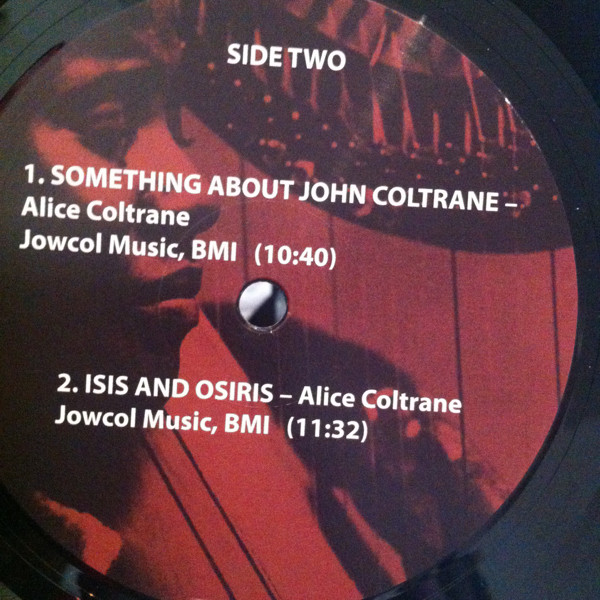 SIDE TWO
1. SOMETHING ABOUT JOHN COLTRANE –
Alice Coltrane
Jowcol Music, BMI (10:40)
2. ISIS AND OSIRIS – Alice Coltrane
Jowcol Music, BMI (11:32)